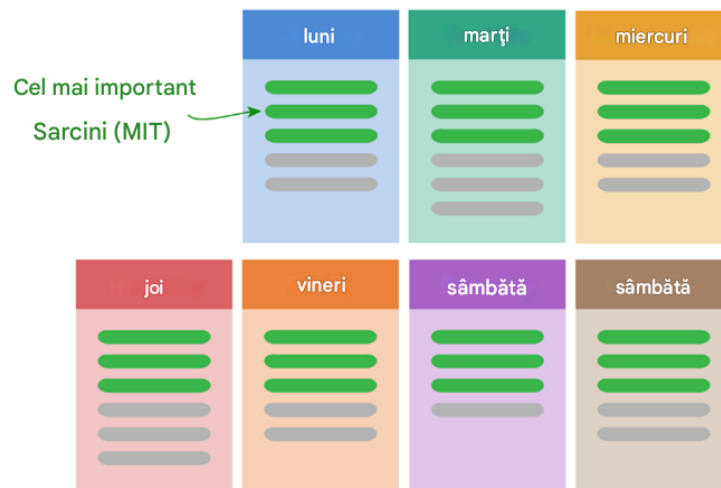 luni
marţi
miercuri
Cel mai important
Sarcini (MIT)
joi
vineri
sâmbătă
sâmbătă